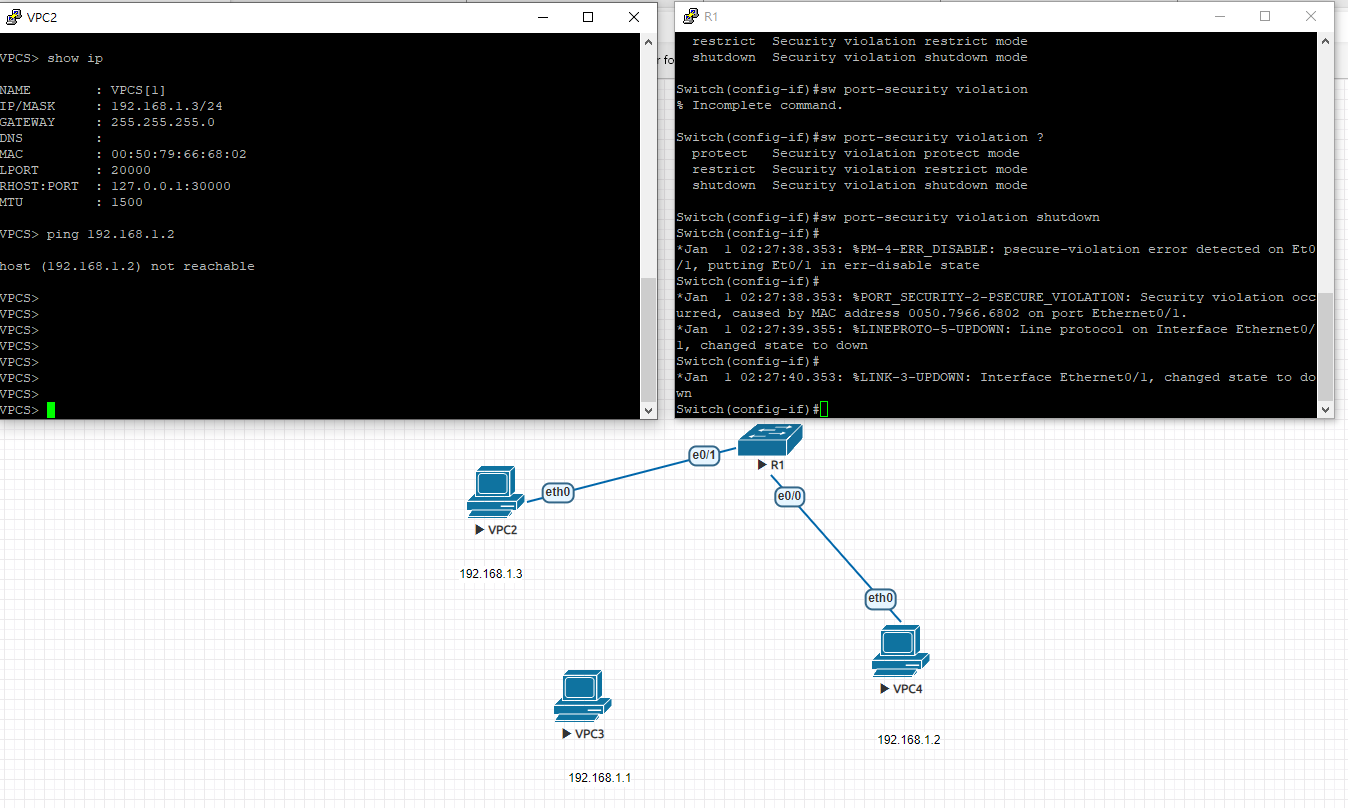 VPC2
VPCS> show ip
NAME        : VPCS[1]
IP/MASK     : 192.168.1.3/24
GATEWAY     : 255.255.255.0
DNS         :
MAC         : 00:50:79:66:68:02
LPORT       : 20000
RHOST:PORT  : 127.0.0.1:30000
MTU         : 1500
VPCS> ping 192.168.1.2
host (192.168.1.2) not reachable
VPCS>
VPCS>
VPCS>
VPCS>
VPCS>
VPCS>
VPCS>
VPCS>
R1
restrict  Security violation restrict mode
shutdown  Security violation shutdown mode
Switch(config-if)#sw port-security violation
% Incomplete command.
Switch(config-if)#sw port-security violation ?
protect   Security violation protect mode
restrict  Security violation restrict mode
shutdown  Security violation shutdown mode
Switch(config-if)#sw port-security violation shutdown
Switch(config-if)#
*Jan  1 02:27:38.353: %PM-4-ERR_DISABLE: psecure-violation error detected on Et0
/1, putting Et0/1 in err-disable state
Switch(config-if)#
*Jan  1 02:27:38.353: %PORT_SECURITY-2-PSECURE_VIOLATION: Security violation occ
urred, caused by MAC address 0050.7966.6802 on port Ethernet0/1.
*Jan  1 02:27:39.355: %LINEPROTO-5-UPDOWN: Line protocol on Interface Ethernet0/
1, changed state to down
Switch(config-if)#
*Jan  1 02:27:40.353: %LINK-3-UPDOWN: Interface Ethernet0/1, changed state to do
wn
Switch(config-if)#
r fo
e0/1
R1
eth0
e0/0
VPC2
192.168.1.3
eth0
VPC4
VPC3
192.168.1.2
192.168.1.1